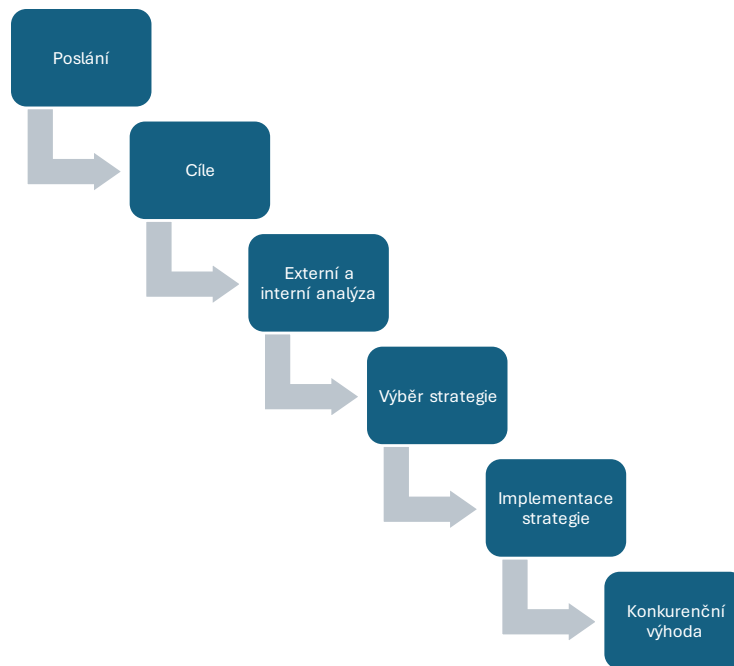 Poslání
Cíle
Externí a
interní analýza
Výběr strategie
Implementace
strategie
Konkurenční
výhoda